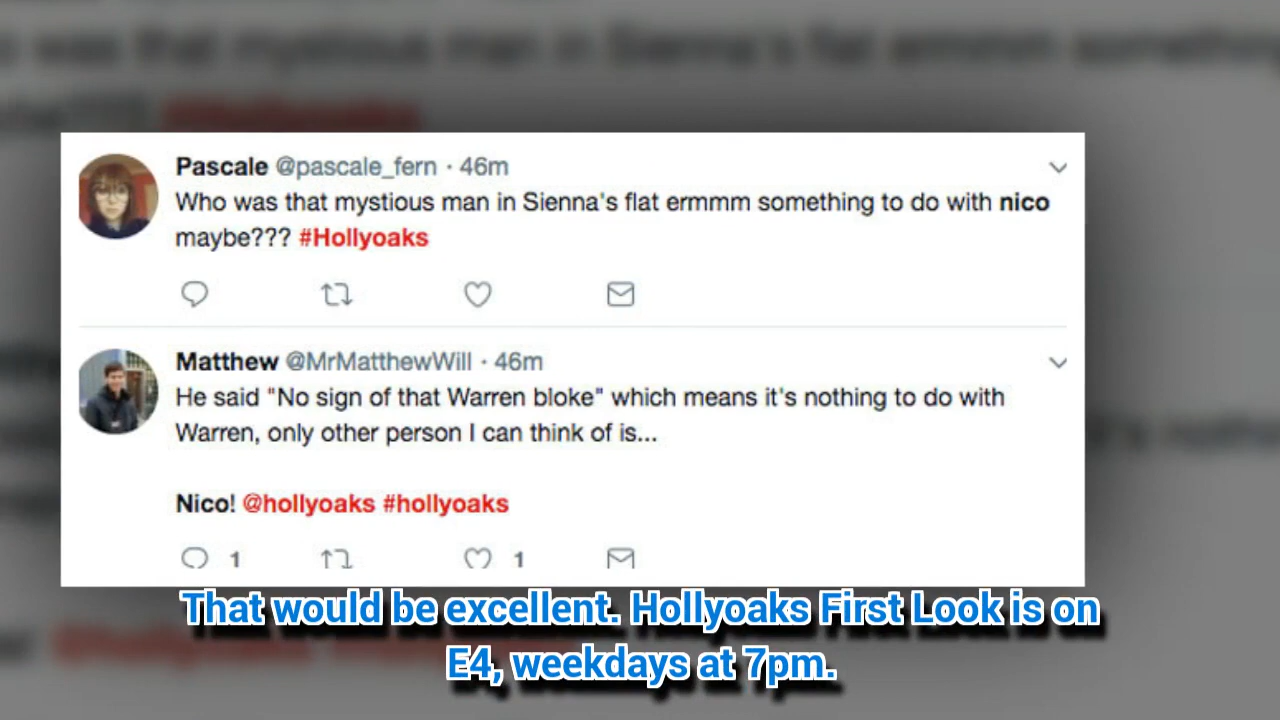 Pascale @pascale_fern · 46m
Who was that mystious man in Sienna's flat ermmm something to do with nico
maybe??? #Hollyoaks
Matthew @MrMatthewWill · 46m
He said "No sign of that Warren bloke" which means it's nothing to do with
Warren, only other person I can think of is...
Nico! @hollyoaks #hollyoaks
1 1
That would be excellent. Hollyoaks First Look is on
E4, weekdays at 7pm.